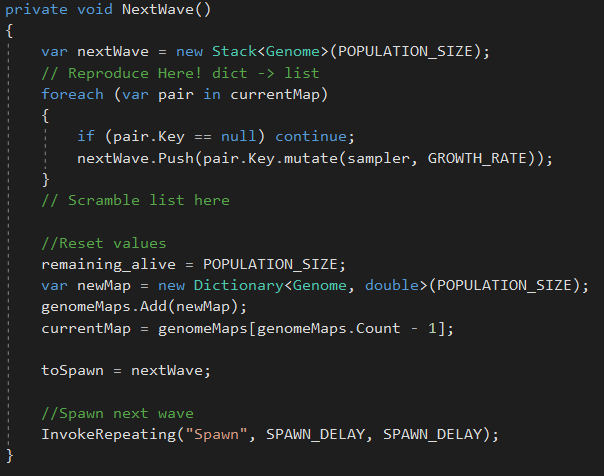 private void NextWave()
{
var nextWave = new Stack<Genome>(POPULATION_SIZE);
// Reproduce Here! dict -> list
foreach (var pair in currentMap)
{
if (pair.Key == null) continue;
nextWave.Push(pair.Key.mutate(sampler, GROWTH_RATE));
}
// Scramble list here
//Reset values
remaining_alive = POPULATION_SIZE;
var newMap = new Dictionary<Genome, double>(POPULATION_SIZE);
genomeMaps.Add(newMap);
currentMap = genomeMaps[genomeMaps.Count - 1];
toSpawn = nextWave;
//Spawn next wave
InvokeRepeating("Spawn", SPAWN_DELAY, SPAWN_DELAY);
}